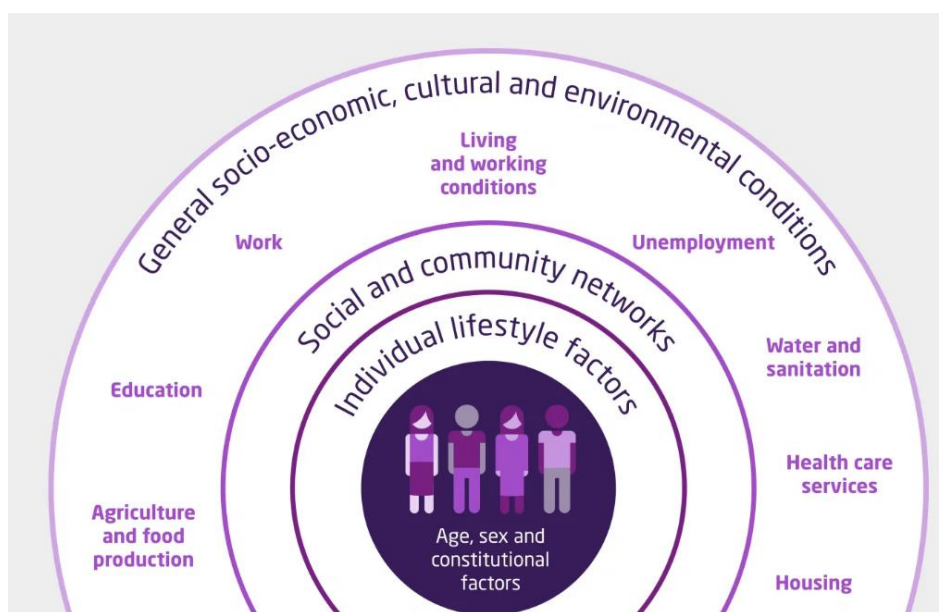 General socio-economic, cultural and environmental conditions
Living
and working
conditions
Work
Unemployment
Social and community networks
Individual lifestyle factors
Water and
sanitation
Education
Health care
services
Agriculture
and food
production
Age, sex and
constitutional
factors
Housing